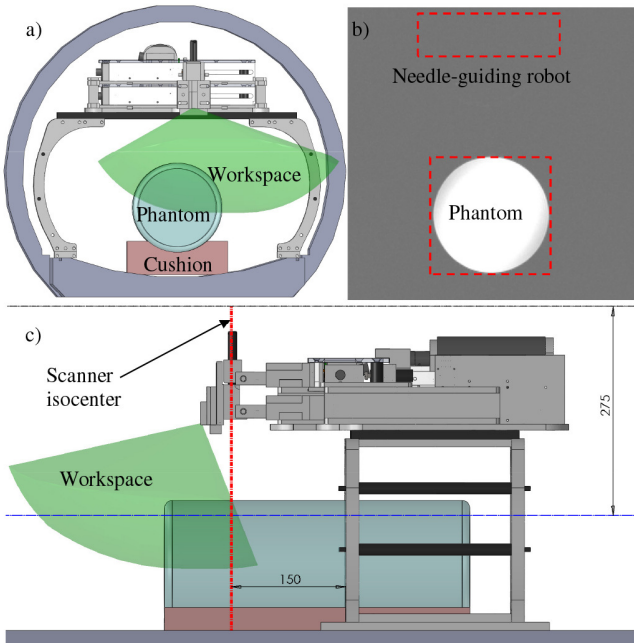 a)
Workspace
Phantom
Cushion
b)
Needle-guiding robot
Phantom
c)
Scanner
isocenter
275
Workspace
150